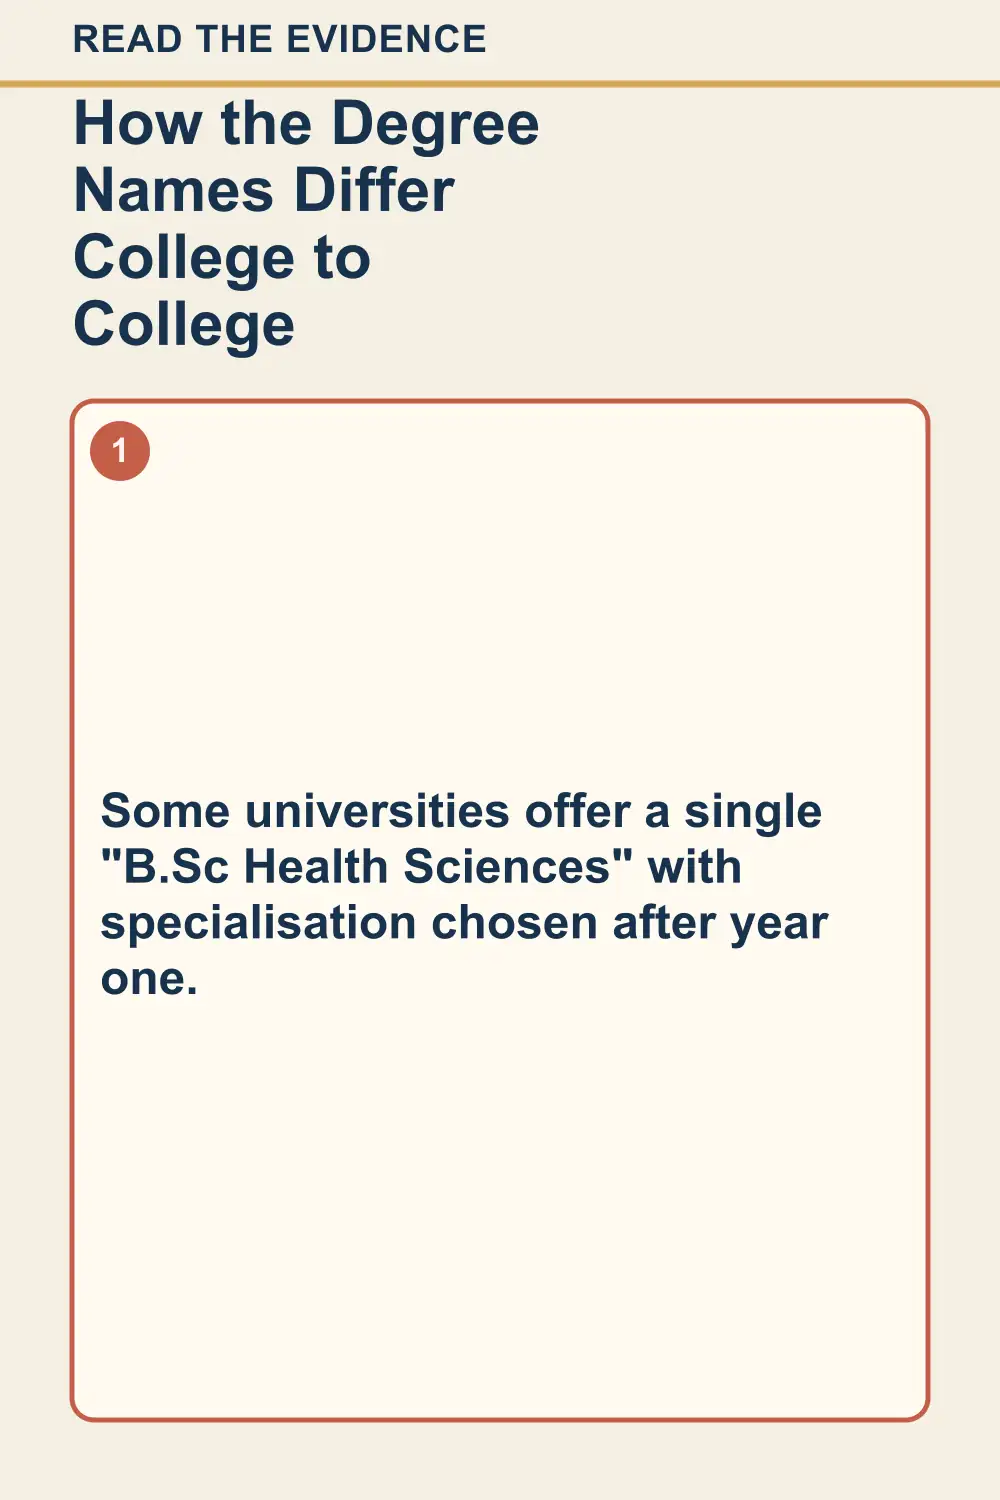 READ THE EVIDENCE
How the Degree
Names Differ
College to
College
1
Some universities offer a single
"B.Sc Health Sciences" with
specialisation chosen after year
one.